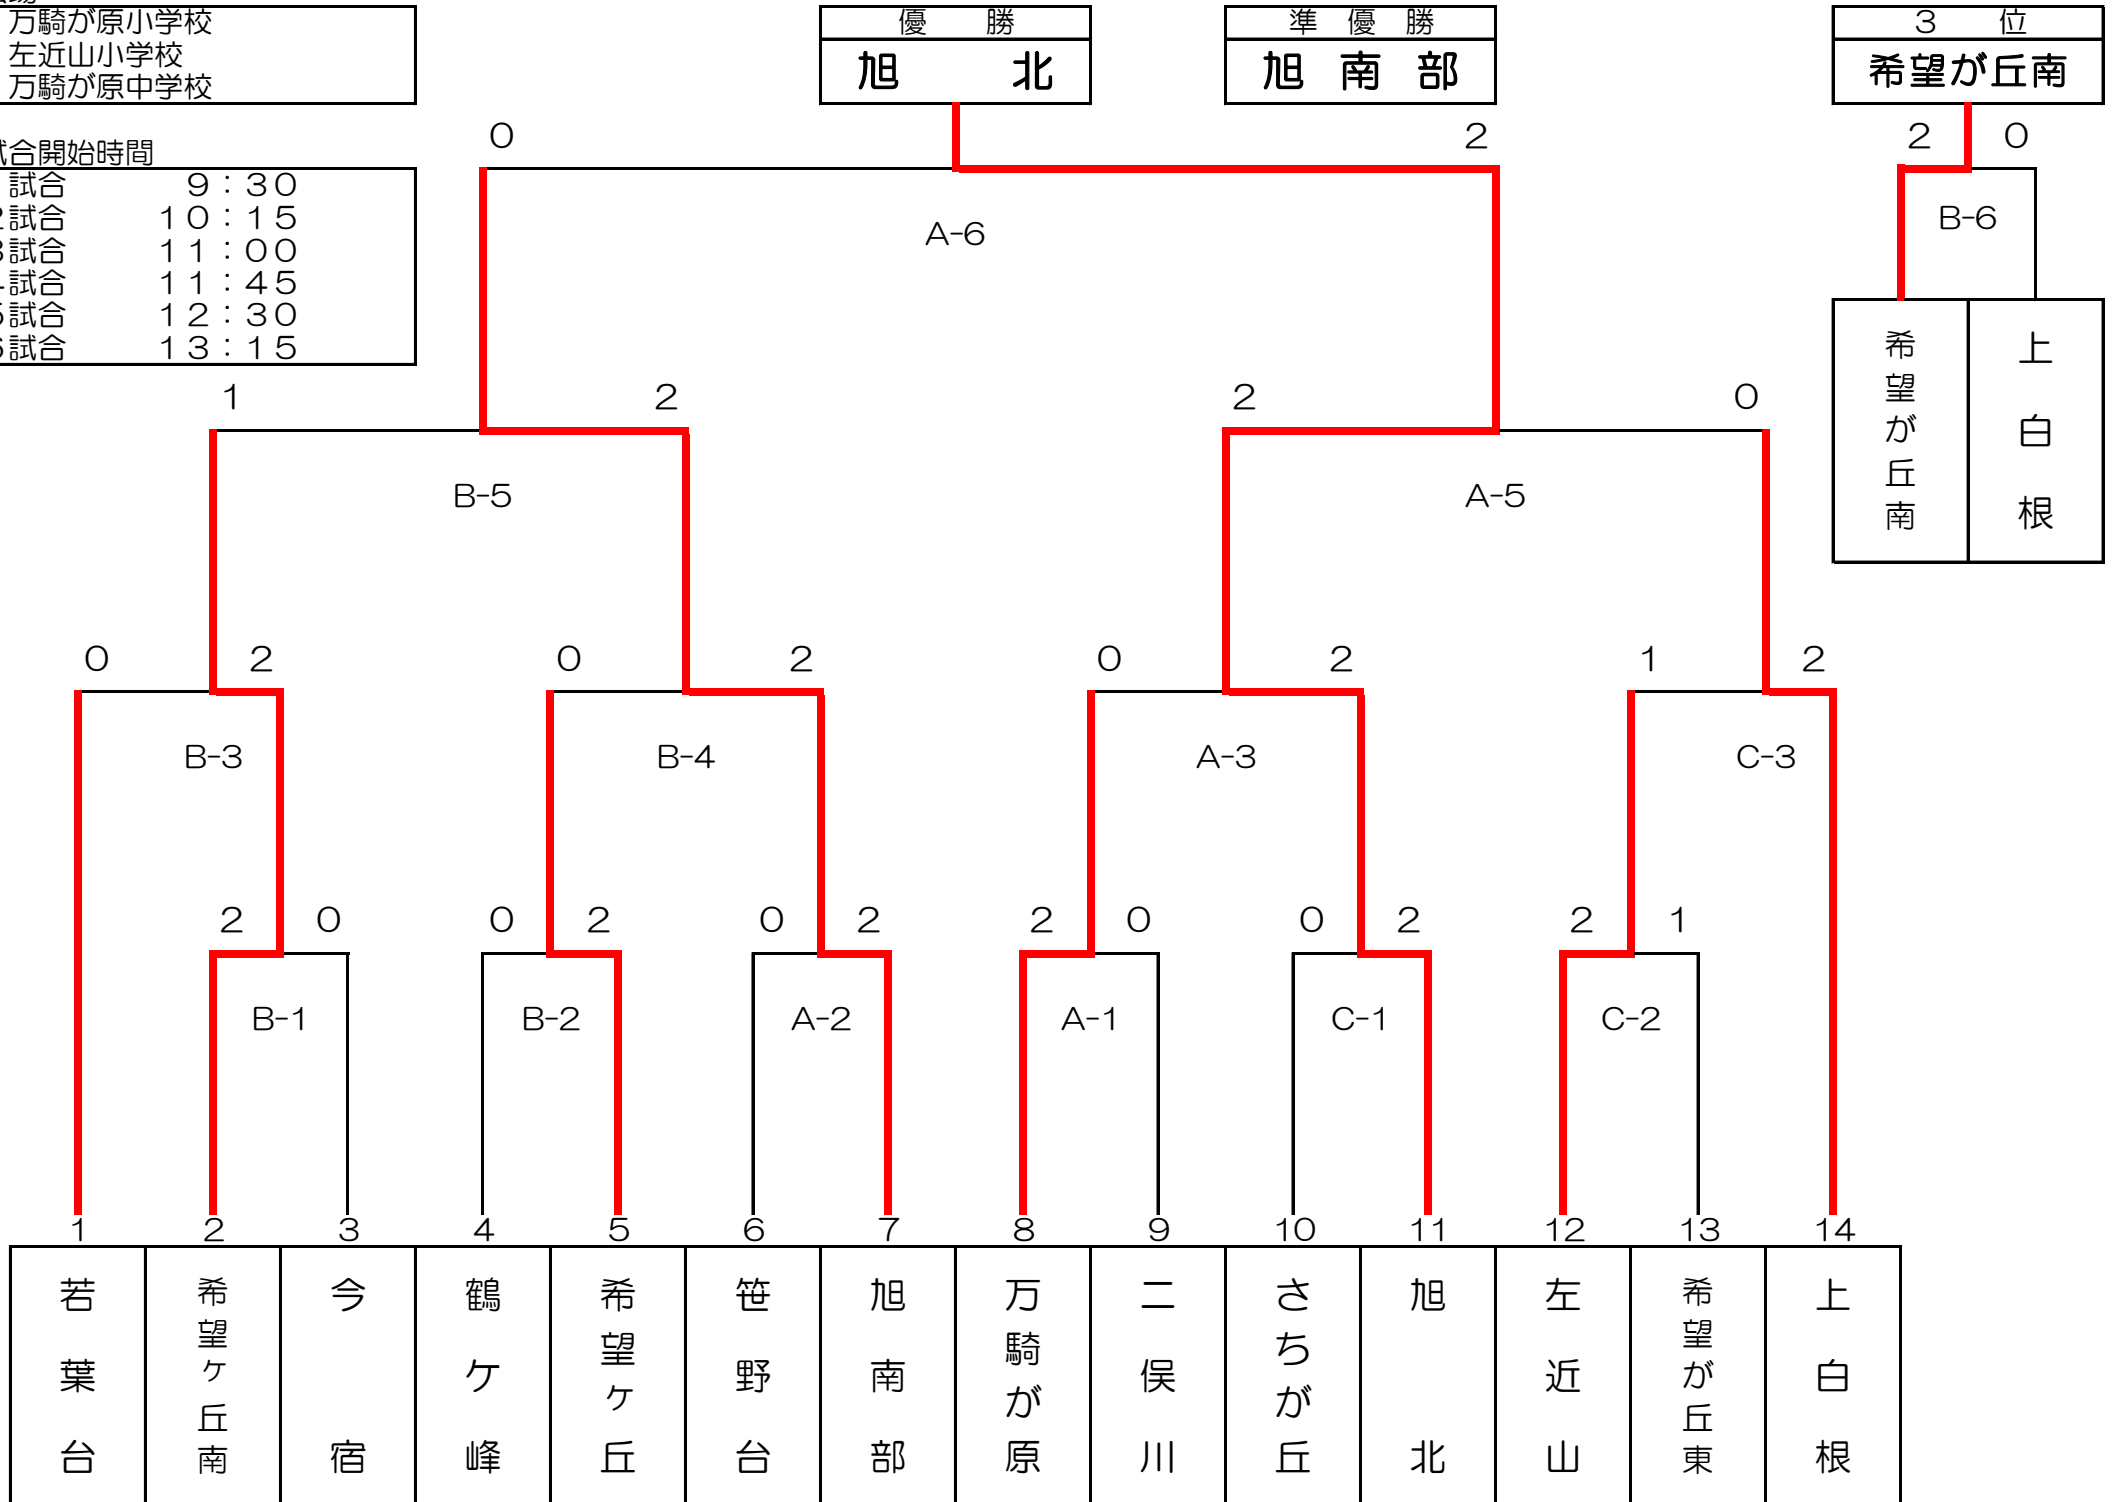 万騎が原小学校
左近山小学校
万騎が原中学校
優　勝
旭　北
準優勝
旭南部
３　位
希望が丘南
0 2
2 0
試合開始時間
試合 9：30
2試合 10：15
3試合 11：00
4試合 11：45
5試合 12：30
6試合 13：15
A-6
B-6
希望が丘南
上白根
1 2 2 0
B-5 A-5
0 2 0 2 0 2 1 2
B-3 B-4 A-3 C-3
2 0 0 2 0 2 2 0 0 2 2 1
B-1 B-2 A-2 A-1 C-1 C-2
1 2 3 4 5 6 7 8 9 10 11 12 13 14
若葉台
希望ケ丘南
今宿
鶴ケ峰
希望ケ丘
笹野台
旭南部
万騎が原
二俣川
さちが丘
旭北
左近山
希望が丘東
上白根